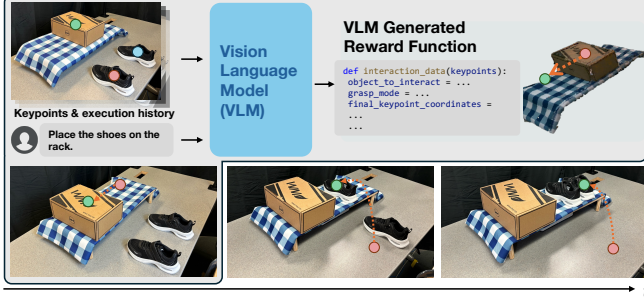 Vision
Language
Model
(VLM)
VLM Generated
Reward Function
def interaction_data(keypoints):
object_to_interact = ...
grasp_mode = ...
final_keypoint_coordinates =
...
...
Keypoints & execution history
Place the shoes on the
rack.